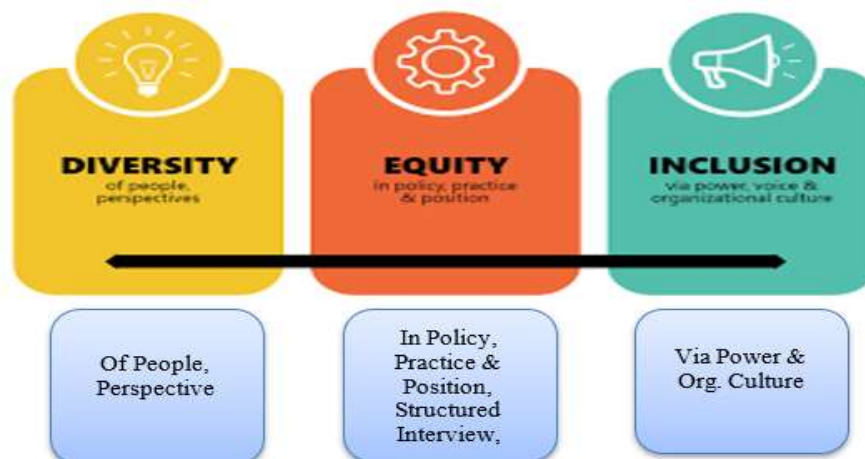 DIVERSITY
of people,
perspectives
EQUITY
in policy, practice
& position
INCLUSION
via power, voice &
organizational culture
Of People,
Perspective
In Policy,
Practice &
Position,
Structured
Interview,
Via Power &
Org. Culture